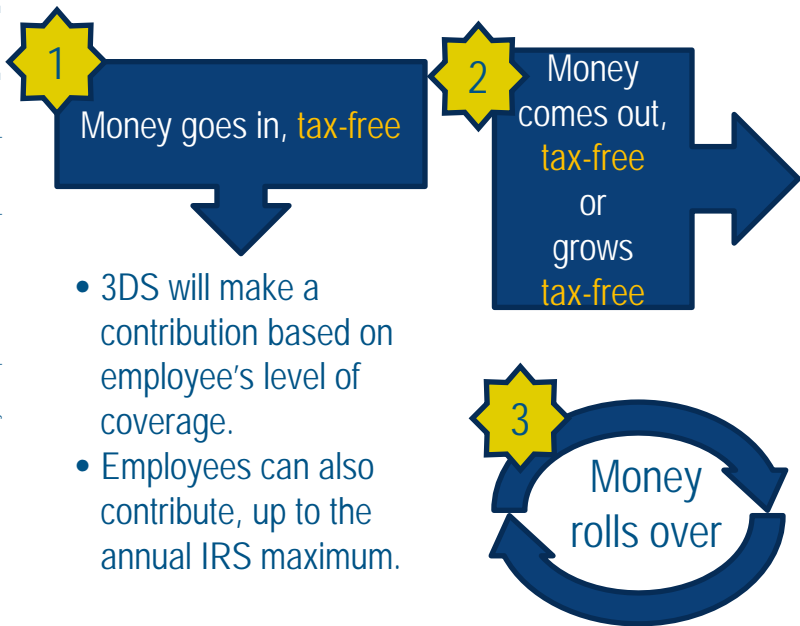 1
Money goes in, tax-free
• 3DS will make a
contribution based on
employee's level of
coverage.
• Employees can also
contribute, up to the
annual IRS maximum.
2
Money
comes out,
tax-free
or
grows
tax-free
3
Money
rolls over